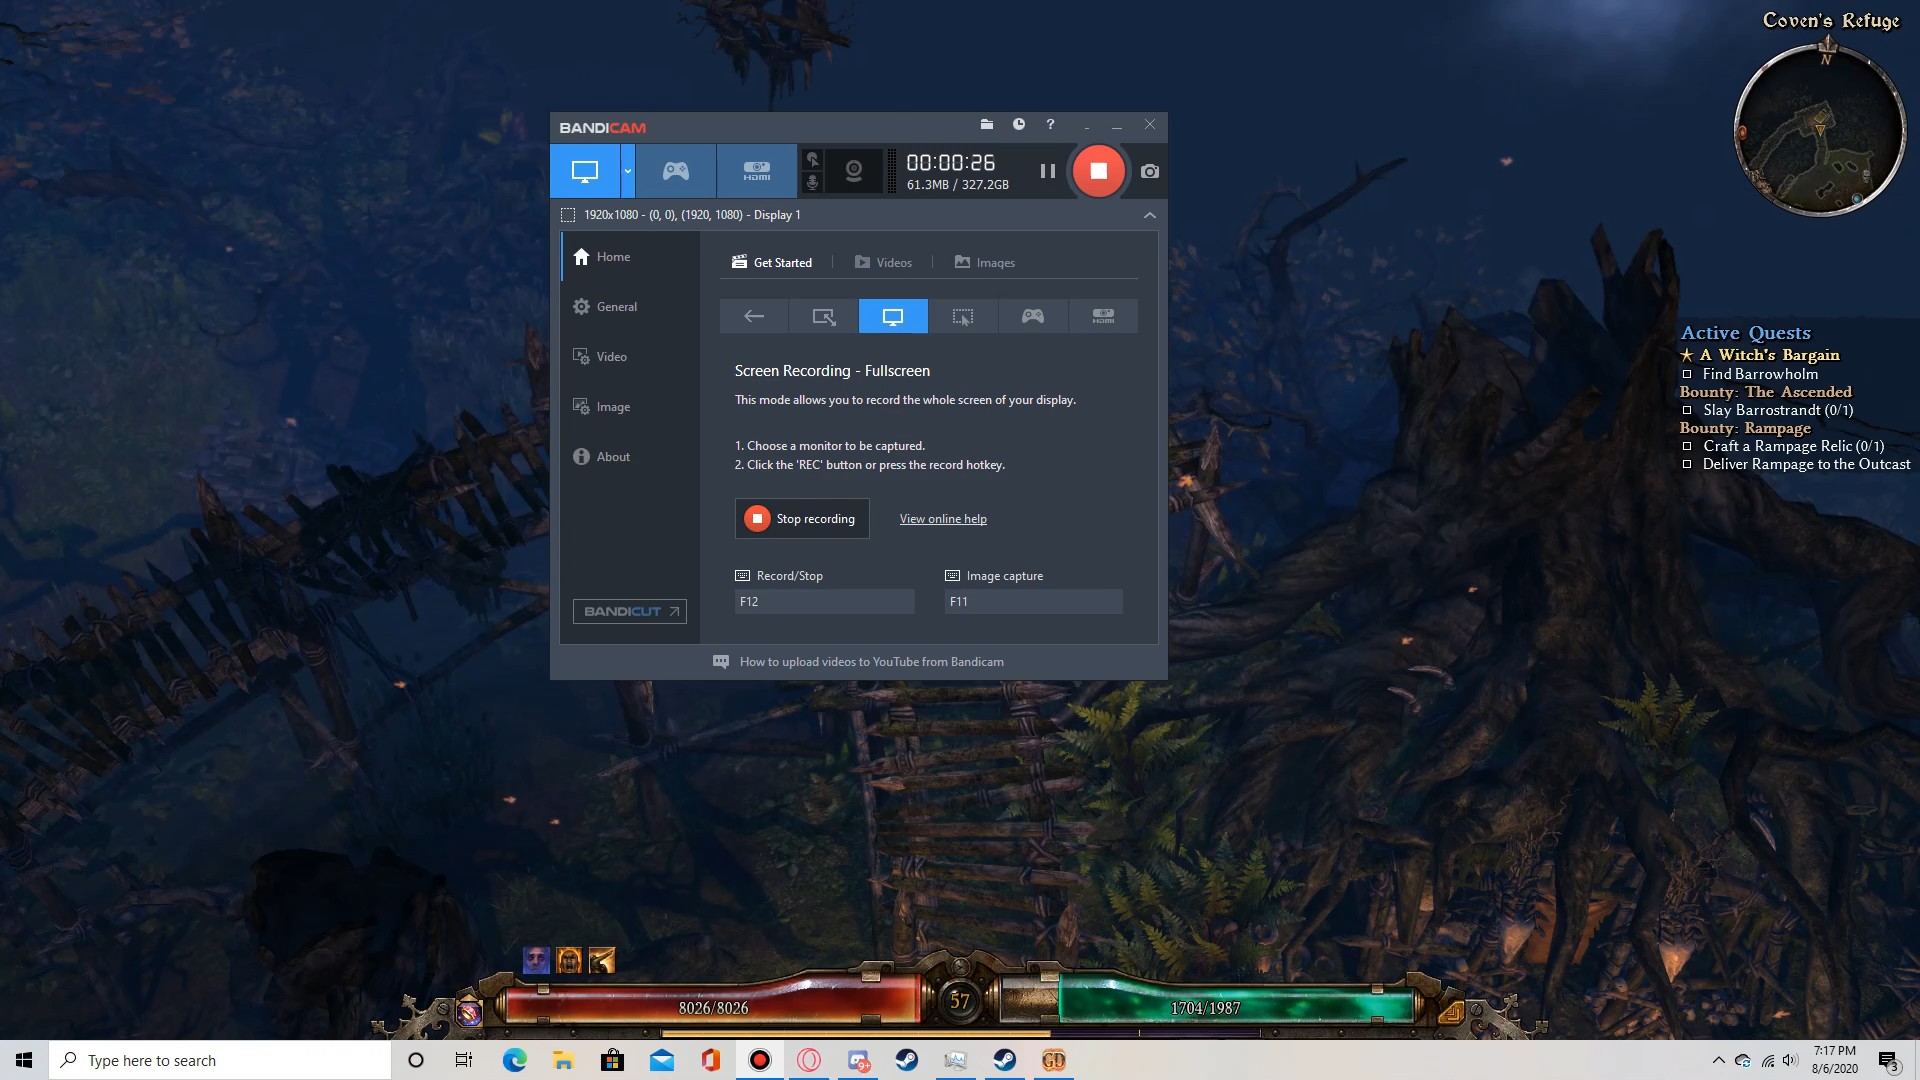 Coven's Refuge
N
BANDICAM
?
HDMI
00:00:26
61.3MB / 327.2GB
1920x1080 - (0, 0), (1920, 1080) - Display 1
Home
General
Video
Image
About
BANDICUT
Get Started
Videos
Images
HDMI
Screen Recording - Fullscreen
This mode allows you to record the whole screen of your display.
1. Choose a monitor to be captured.
2. Click the 'REC' button or press the record hotkey.
Stop recording
View online help
Record/Stop
Image capture
F12
F11
How to upload videos to YouTube from Bandicam
Active Quests
A Witch's Bargain
Find Barrowholm
Bounty: The Ascended
Slay Barrostrandt (0/1)
Bounty: Rampage
Craft a Rampage Relic (0/1)
Deliver Rampage to the Outcast
8026/8026
57
1704/1987
Type here to search
9+
GD
7:17 PM
8/6/2020
3